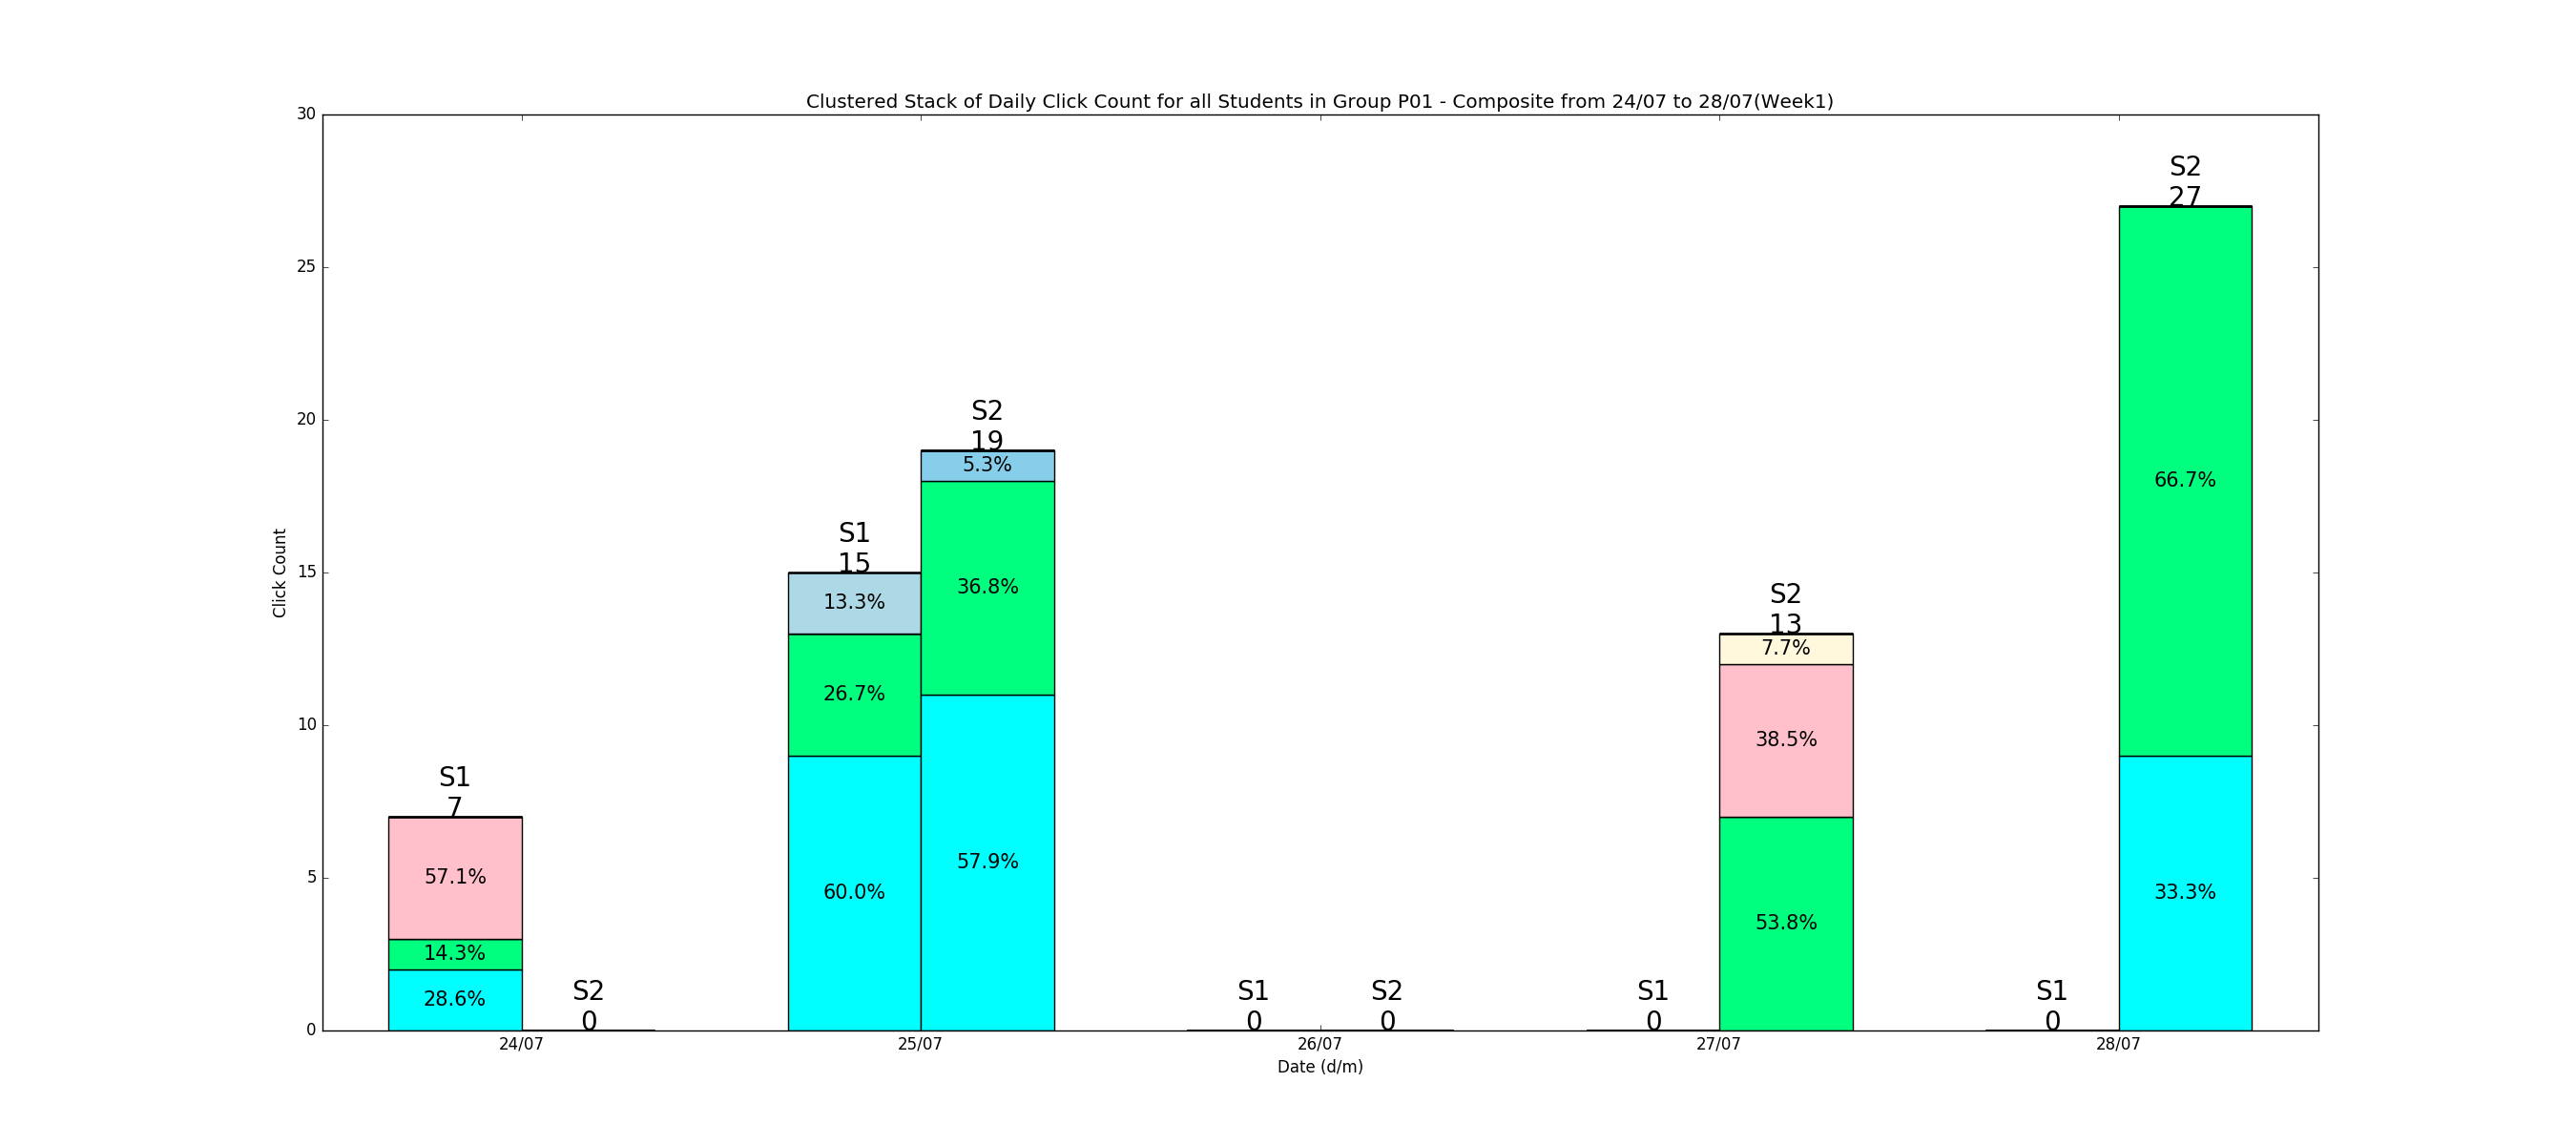 Clustered Stack of Daily Click Count for all Students in Group P01 - Composite from 24/07 to 28/07(Week1)
30
25
20
15
10
5
0
Click Count
S1
7
57.1%
14.3%
28.6%
S2
0
S1
15
13.3%
26.7%
60.0%
S2
19
5.3%
36.8%
57.9%
S1
0
S2
0
S1
0
S2
13
7.7%
38.5%
53.8%
S1
0
S2
27
66.7%
33.3%
24/07
25/07
26/07
27/07
28/07
Date (d/m)